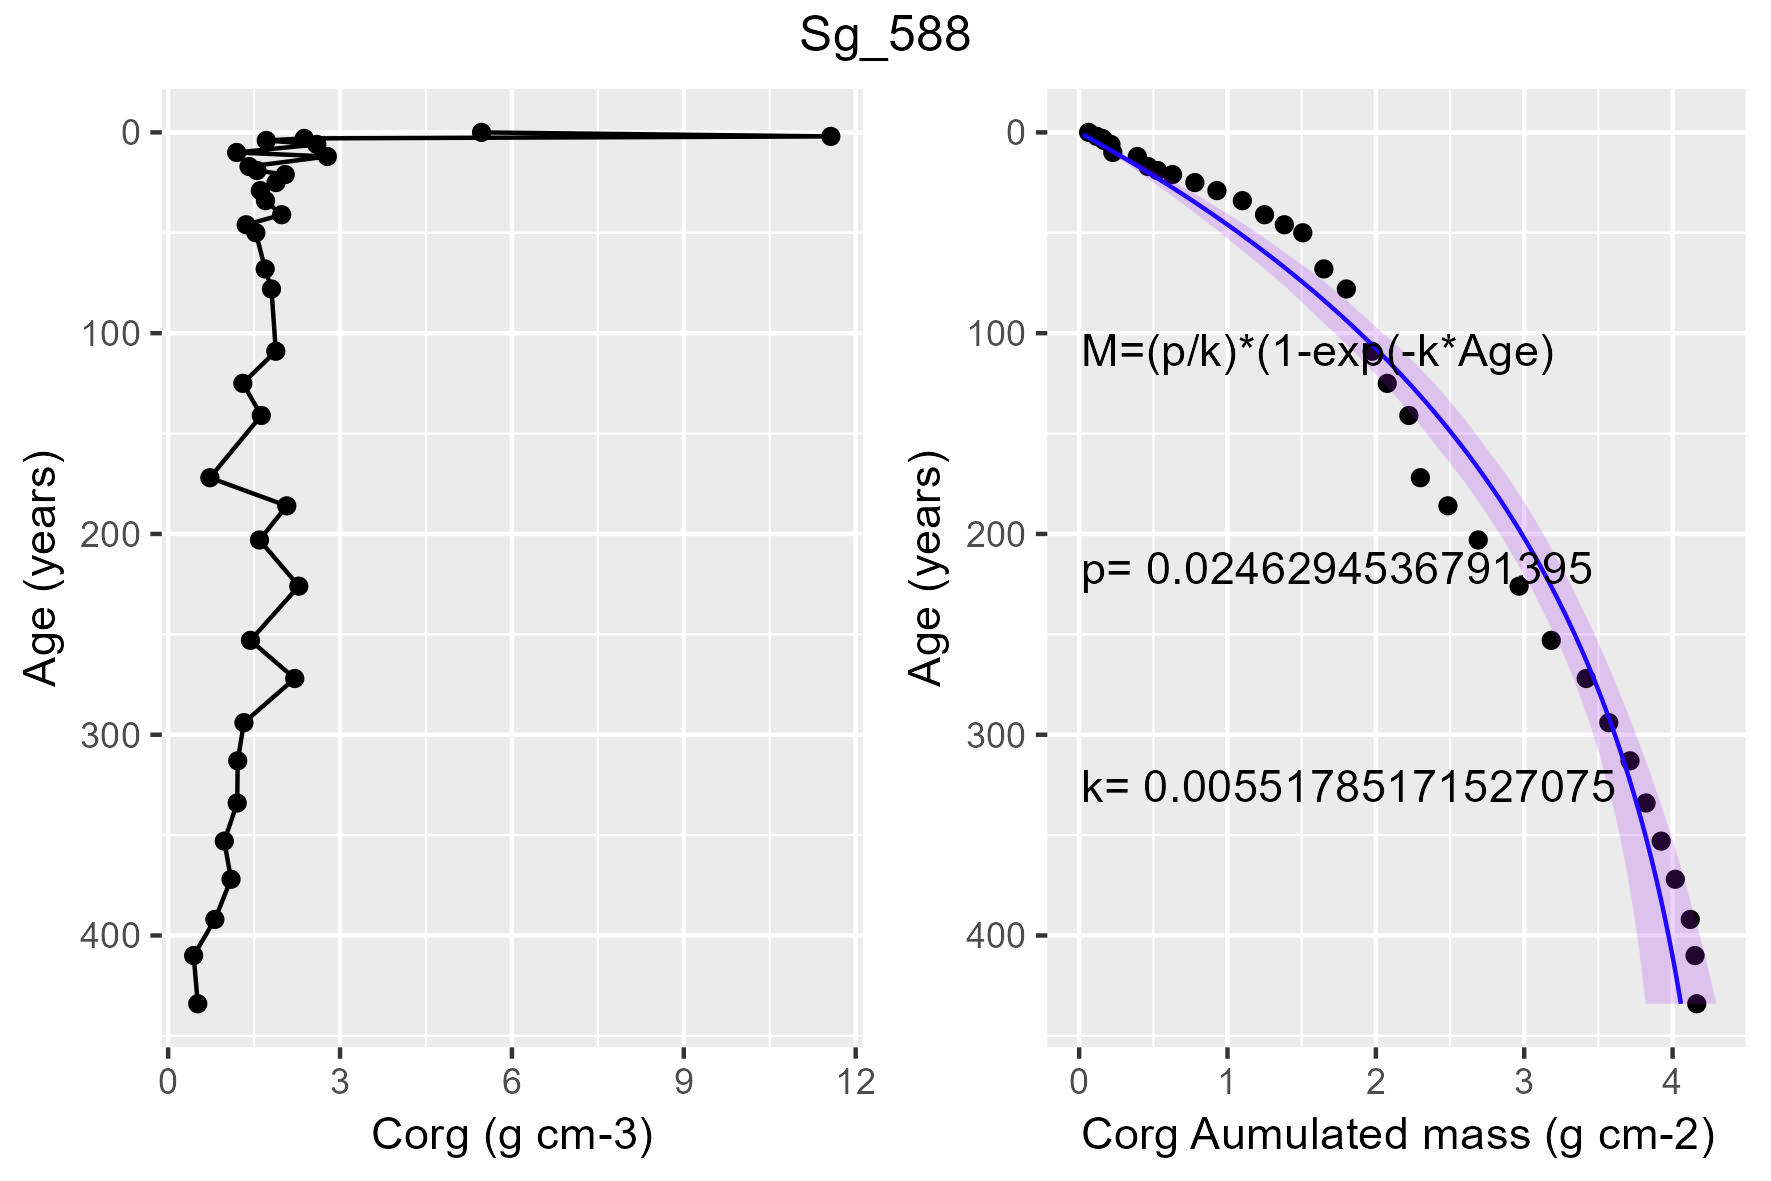 Sg_588
0
100
200
300
400
Age (years)
0 3 6 9 12
Corg (g cm-3)
0
100
200
300
400
Age (years)
M=(p/k)*(1-exp(-k*Age)
p= 0.0246294536791395
k= 0.00551785171527075
0 1 2 3 4
Corg Aumulated mass (g cm-2)